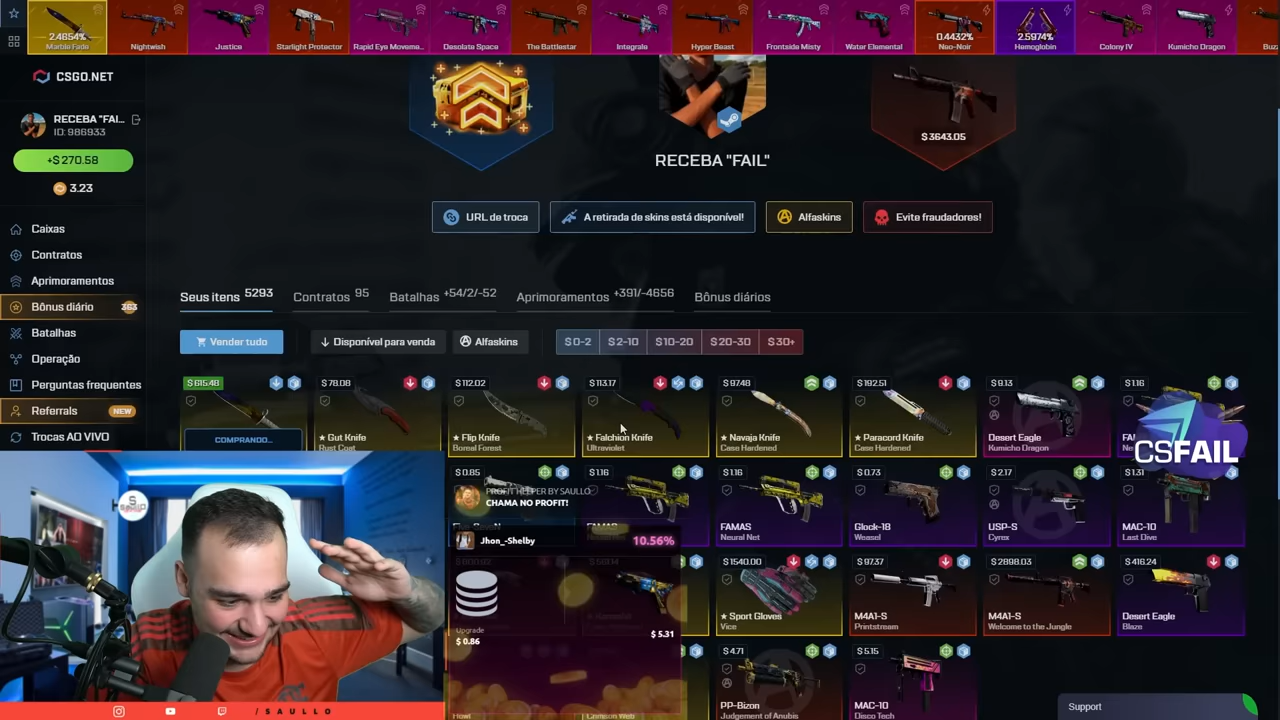 2.4654%
Marble Fade
Nightwish
Justice
Starlight Protector
Rapid Eye Moveme...
Desolate Space
The Battlestar
Integrale
Hyper Beast
Frontside Misty
Water Elemental
0.4432%
Neo-Noir
2.5974%
Hemoglobin
Colony IV
Kumicho Dragon
CSGO.NET
RECEBA "FAI...
ID: 986933
+$ 270.58
3.23
$ 3643.05
RECEBA "FAIL"
URL de troca
A retirada de skins está disponível!
Alfaskins
Evite fraudadores!
Caixas
Contratos
Aprimoramentos
Bônus diário 363
Batalhas
Operação
Perguntas frequentes
Referrals NEW
Trocas AO VIVO
Seus itens 5293
Contratos 95
Batalhas +54/2/-52
Aprimoramentos +391/-4656
Bônus diários
Vender tudo
Disponível para venda
Alfaskins
$ 0-2
$ 2-10
$ 10-20
$ 20-30
$ 30+
$ 615.48
COMPRANDO...
$ 78.08
★ Gut Knife
Rust Coat
$ 112.02
★ Flip Knife
Boreal Forest
$ 113.17
★ Falchion Knife
Ultraviolet
$ 97.48
★ Navaja Knife
Case Hardened
$ 192.51
★ Paracord Knife
Case Hardened
$ 9.13
Desert Eagle
Kumicho Dragon
$ 1.16
CSFAIL
$ 0.85
PROFIT HELPER BY SAULLO
CHAMA NO PROFIT!
$ 1.16
$ 1.16
FAMAS
Neural Net
$ 0.73
Glock-18
Weasel
$ 2.17
USP-S
Cyrex
$ 1.31
MAC-10
Last Dive
Jhon_-Shelby
10.56%
Upgrade
$ 0.86
$ 5.31
$ 1540.00
★ Sport Gloves
Vice
$ 97.37
M4A1-S
Printstream
$ 2898.03
M4A1-S
Welcome to the Jungle
$ 416.24
Desert Eagle
Blaze
$ 4.71
PP-Bizon
Judgement of Anubis
$ 5.15
MAC-10
Disco Tech
Howl
Crimson Web
/SAULLO
Support